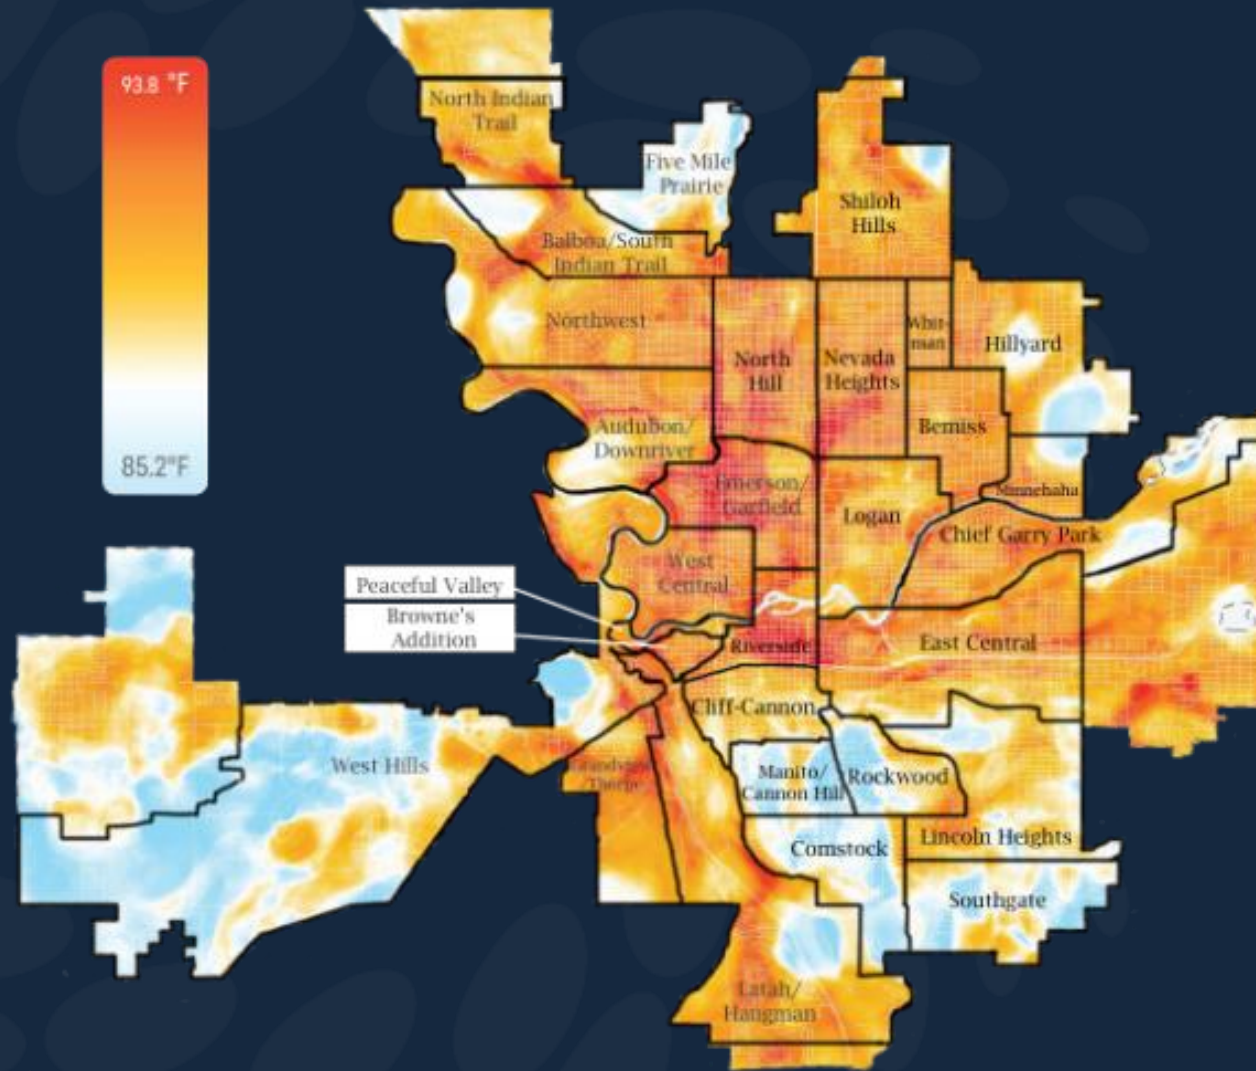 93.8 °F
85.2°F
North Indian
Trail
Five Mile
Prairie
Shiloh
Hills
Balboa/South
Indian Trail
Northwest
North
Hill
Nevada
Heights
Whit-
man
Hillyard
Audubon/
Downriver
Bemiss
Emerson/
Garfield
Logan
Minnehaha
Chief Garry Park
West
Central
Peaceful Valley
Browne's
Addition
Riverside
East Central
Cliff-Cannon
West Hills
Grandview
/Thorpe
Manito/
Cannon Hill
Rockwood
Comstock
Lincoln Heights
Southgate
Latah/
Hangman